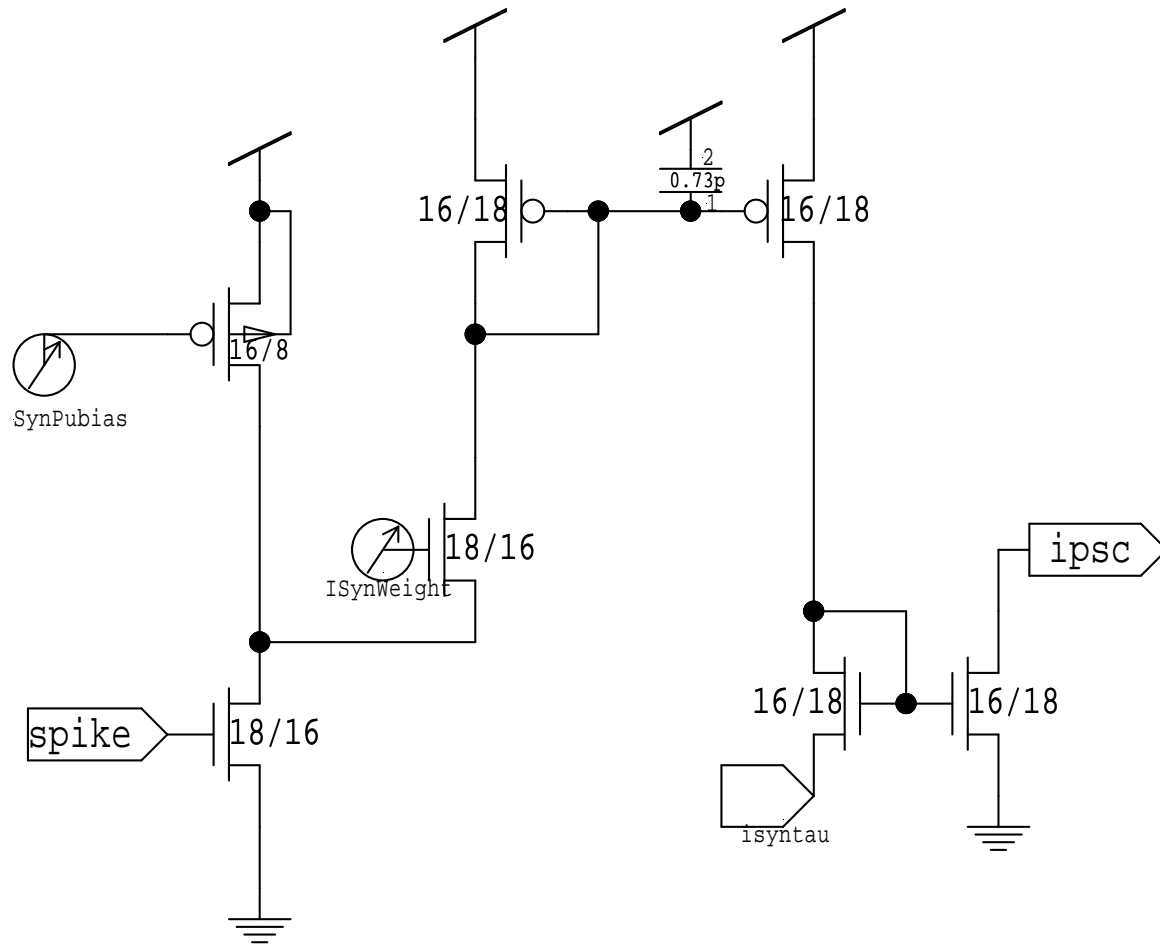 2
0.73p
1
16/18
16/18
16/8
SynPubias
18/16
ISynWeight
ipsc
spike
18/16
16/18
16/18
isyntau